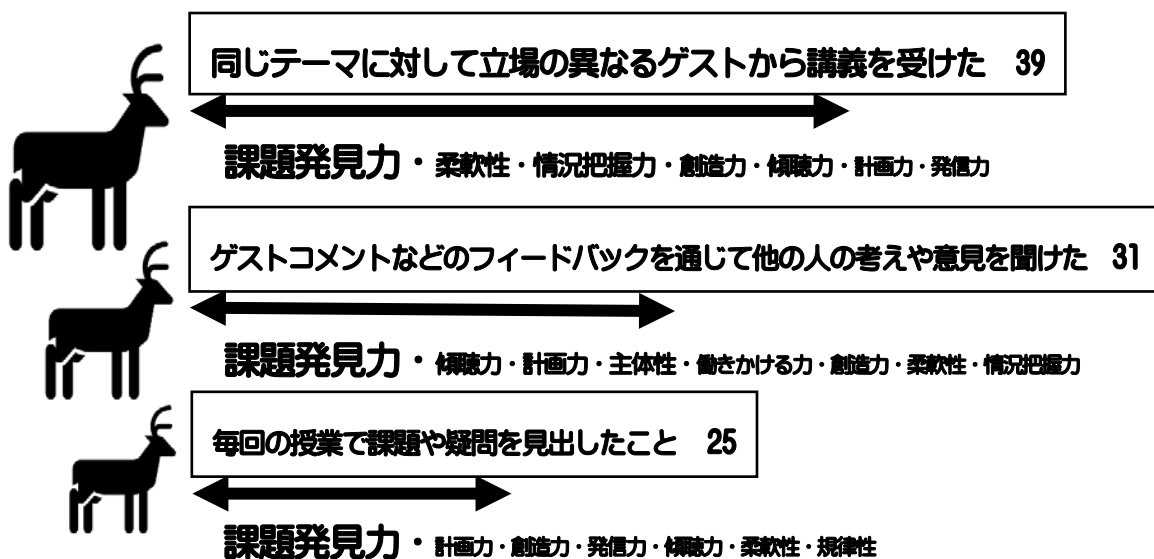 同じテーマに対して立場の異なるゲストから講義を受けた　39
課題発見力・柔軟性・情況把握力・創造力・傾聴力・計画力・発信力
ゲストコメントなどのフィードバックを通じて他の人の考えや意見を聞けた　31
課題発見力・傾聴力・計画力・主体性・働きかける力・創造力・柔軟性・情況把握力
毎回の授業で課題や疑問を見出したこと　25
課題発見力・計画力・創造力・発信力・傾聴力・柔軟性・規律性